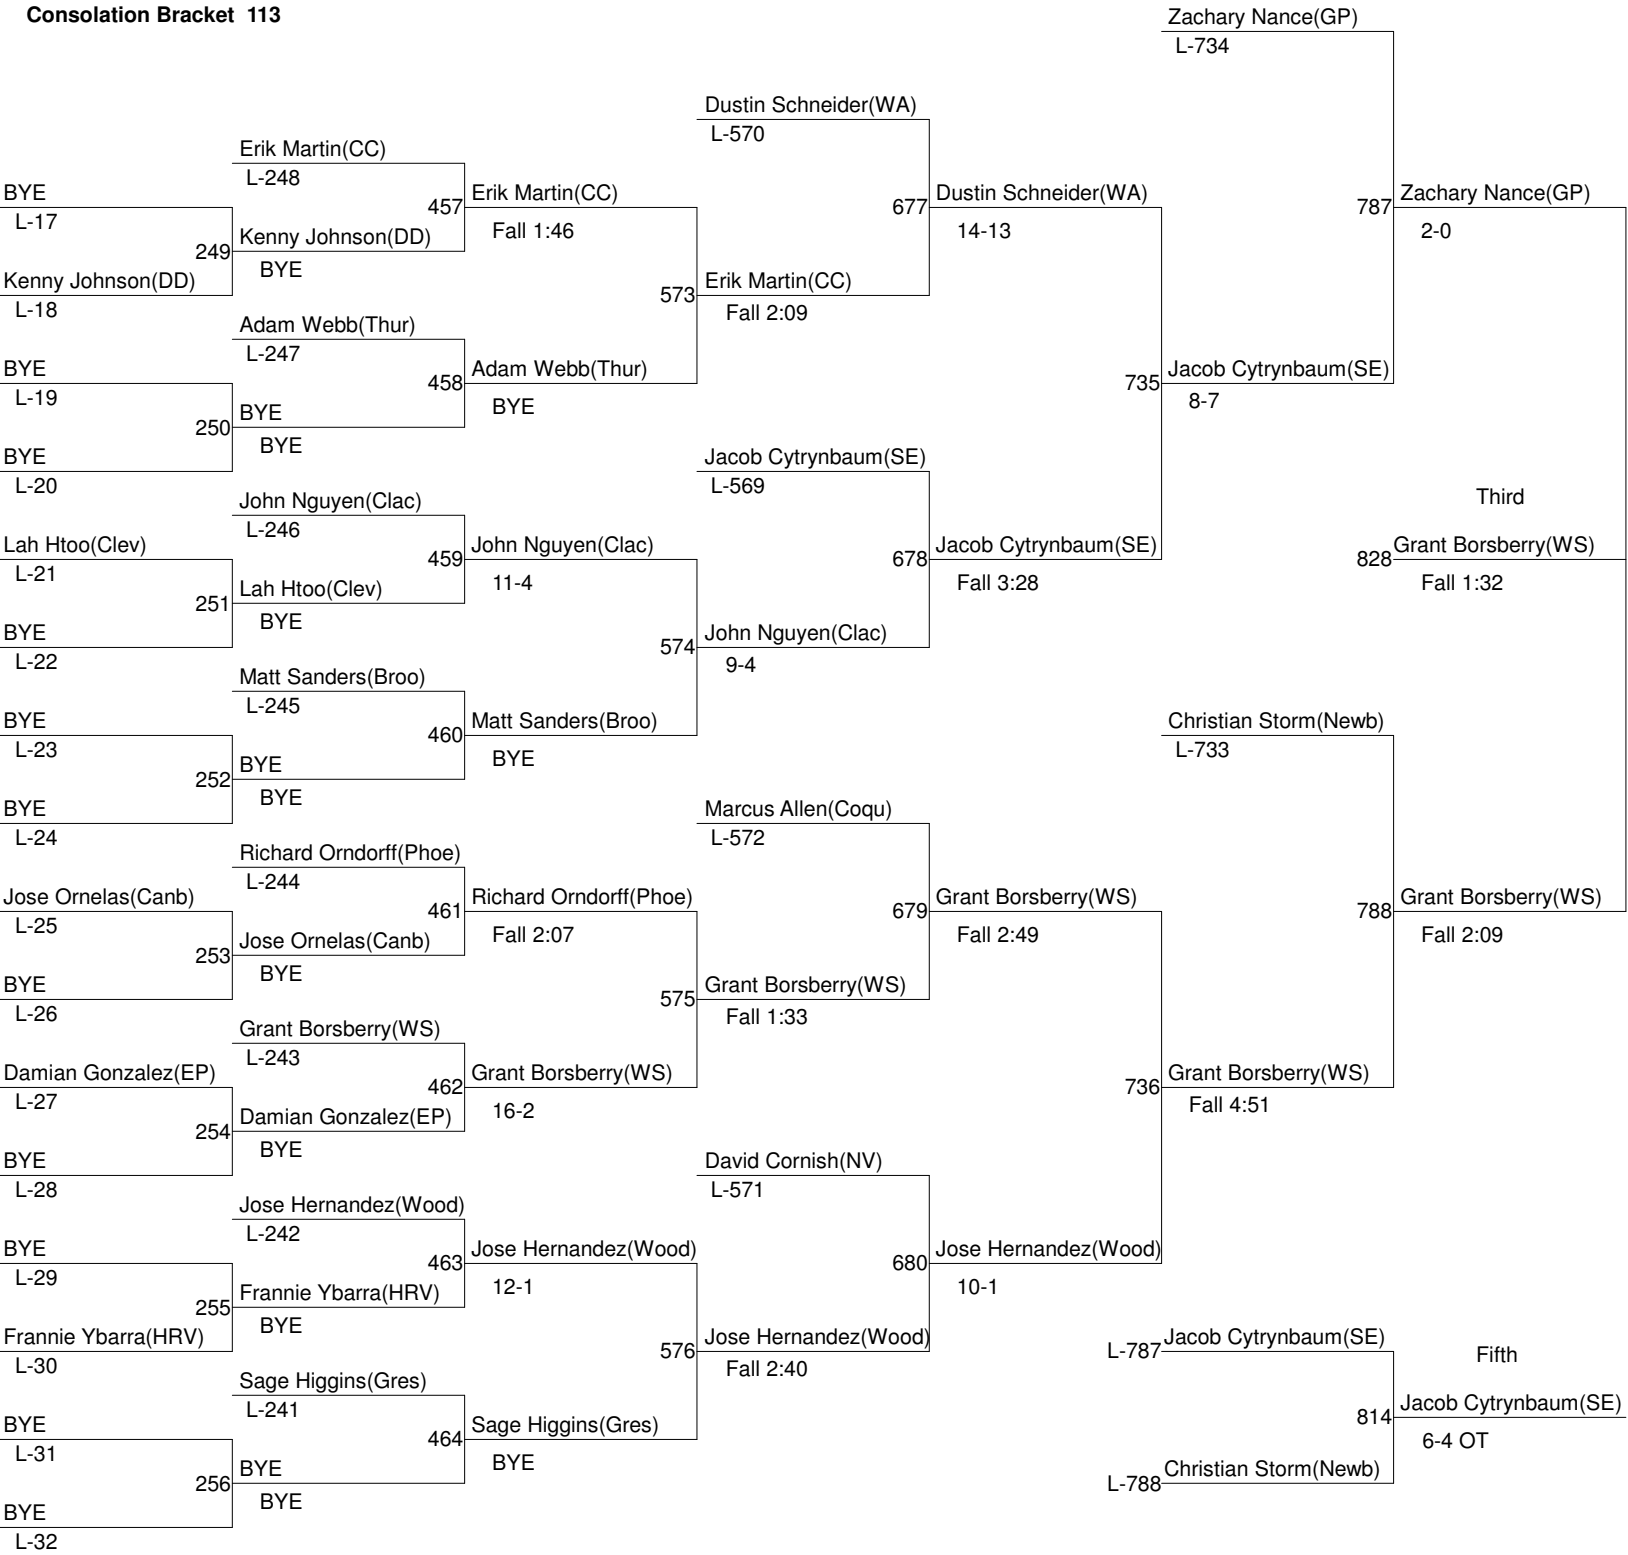 Consolation Bracket  113
Zachary Nance(GP)
L-734
Dustin Schneider(WA)
L-570
Erik Martin(CC)
L-248
BYE
L-17
457
Erik Martin(CC)
Fall 1:46
677
Dustin Schneider(WA)
14-13
787
Zachary Nance(GP)
2-0
249
Kenny Johnson(DD)
BYE
Kenny Johnson(DD)
L-18
573
Erik Martin(CC)
Fall 2:09
Adam Webb(Thur)
L-247
BYE
L-19
458
Adam Webb(Thur)
BYE
735
Jacob Cytrynbaum(SE)
8-7
250
BYE
BYE
BYE
L-20
Jacob Cytrynbaum(SE)
L-569
John Nguyen(Clac)
L-246
Third
Lah Htoo(Clev)
L-21
459
John Nguyen(Clac)
11-4
678
Jacob Cytrynbaum(SE)
Fall 3:28
828
Grant Borsberry(WS)
Fall 1:32
251
Lah Htoo(Clev)
BYE
BYE
L-22
574
John Nguyen(Clac)
9-4
Matt Sanders(Broo)
L-245
BYE
L-23
460
Matt Sanders(Broo)
BYE
Christian Storm(Newb)
L-733
252
BYE
BYE
BYE
L-24
Marcus Allen(Coqu)
L-572
Richard Orndorff(Phoe)
L-244
Jose Ornelas(Canb)
L-25
461
Richard Orndorff(Phoe)
Fall 2:07
679
Grant Borsberry(WS)
Fall 2:49
788
Grant Borsberry(WS)
Fall 2:09
253
Jose Ornelas(Canb)
BYE
BYE
L-26
575
Grant Borsberry(WS)
Fall 1:33
Grant Borsberry(WS)
L-243
Damian Gonzalez(EP)
L-27
462
Grant Borsberry(WS)
16-2
736
Grant Borsberry(WS)
Fall 4:51
254
Damian Gonzalez(EP)
BYE
BYE
L-28
David Cornish(NV)
L-571
Jose Hernandez(Wood)
L-242
BYE
L-29
463
Jose Hernandez(Wood)
12-1
680
Jose Hernandez(Wood)
10-1
255
Frannie Ybarra(HRV)
BYE
Frannie Ybarra(HRV)
L-30
576
Jose Hernandez(Wood)
Fall 2:40
L-787
Jacob Cytrynbaum(SE)
Fifth
Sage Higgins(Gres)
L-241
BYE
L-31
464
Sage Higgins(Gres)
BYE
814
Jacob Cytrynbaum(SE)
6-4 OT
256
BYE
BYE
L-788
Christian Storm(Newb)
BYE
L-32